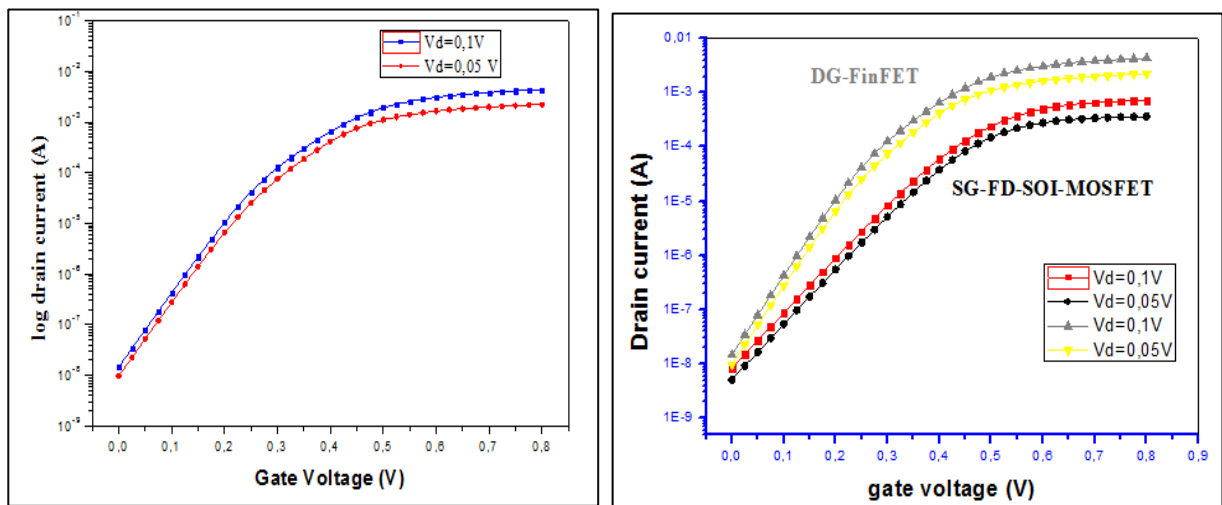 10⁻¹
10⁻²
10⁻²
10⁻⁴
10⁻⁵
10⁻⁶
10⁻⁷
10⁻⁸
10⁻⁹
log drain current (A)
Vd=0,1V
Vd=0,05 V
0,0 0,1 0,2 0,3 0,4 0,5 0,6 0,7 0,8
Gate Voltage (V)
0,01
1E-3
1E-4
1E-5
1E-6
1E-7
1E-8
1E-9
Drain current (A)
DG-FinFET
SG-FD-SOI-MOSFET
Vd=0,1V
Vd=0,05V
Vd=0,1V
Vd=0,05V
0,0 0,1 0,2 0,3 0,4 0,5 0,6 0,7 0,8 0,9
gate voltage (V)